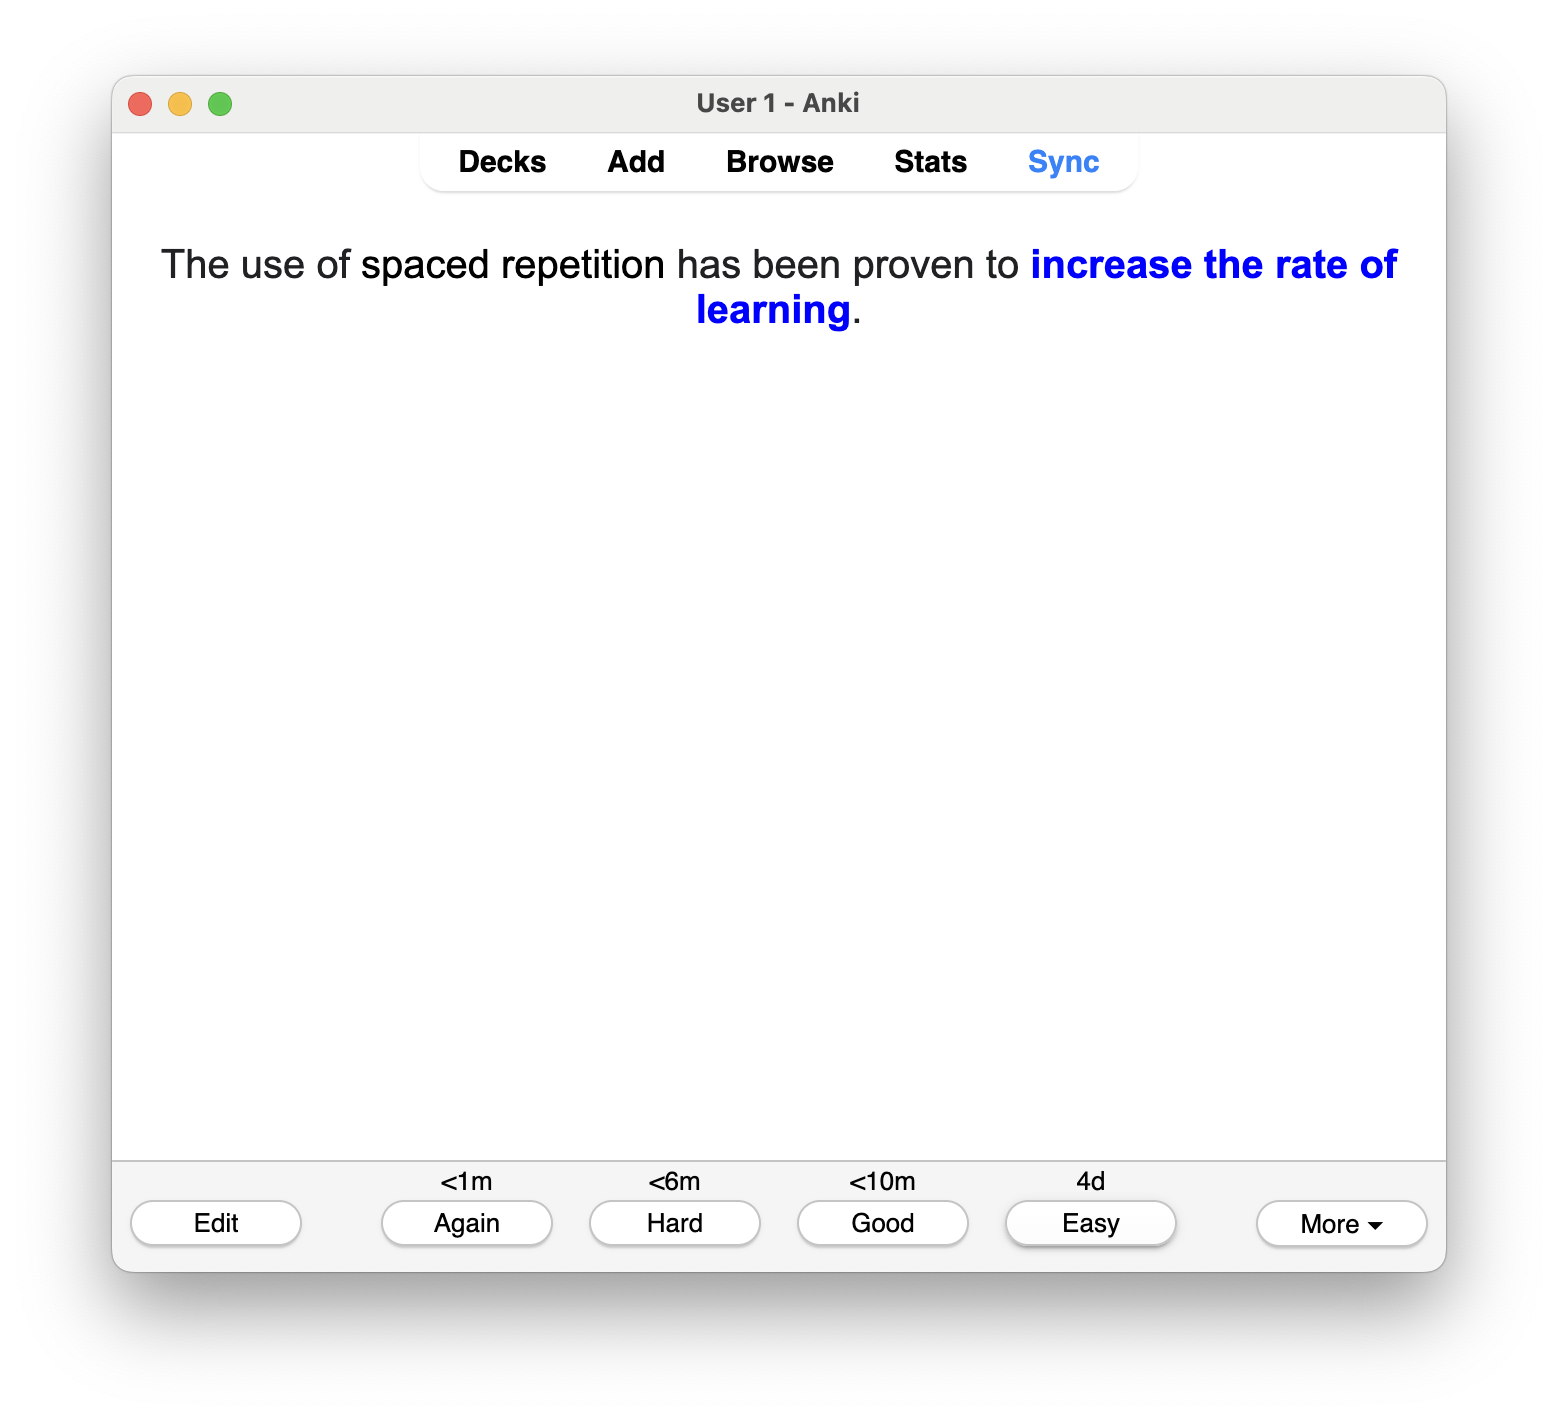 User 1 - Anki
Decks Add Browse Stats Sync
The use of spaced repetition has been proven to increase the rate of
learning.
<1m <6m <10m 4d
Edit Again Hard Good Easy More